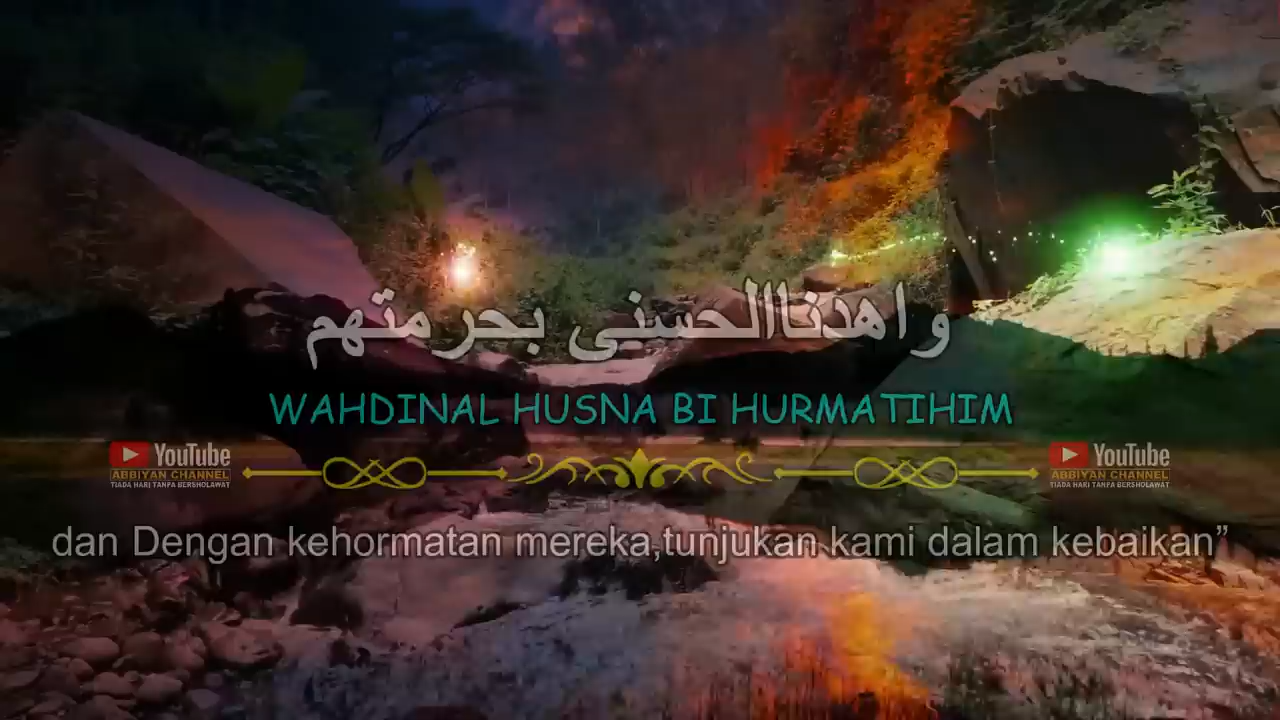 و اهدناالحسنى بحرمتهم
WAHDINAL HUSNA BI HURMATIHIM
YouTube
ABBIYAN CHANNEL
TIADA HARI TANPA BERSHOLAWAT
YouTube
ABBIYAN CHANNEL
TIADA HARI TANPA BERSHOLAWAT
dan Dengan kehormatan mereka,tunjukan kami dalam kebaikan”